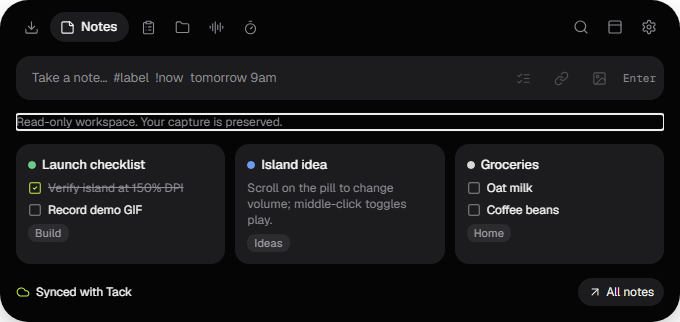 Notes
Take a note... #label !now tomorrow 9am
Enter
Read-only workspace. Your capture is preserved.
Launch checklist
Verify island at 150% DPI
Record demo GIF
Build
Island idea
Scroll on the pill to change
volume; middle-click toggles
play.
Ideas
Groceries
Oat milk
Coffee beans
Home
Synced with Tack
All notes